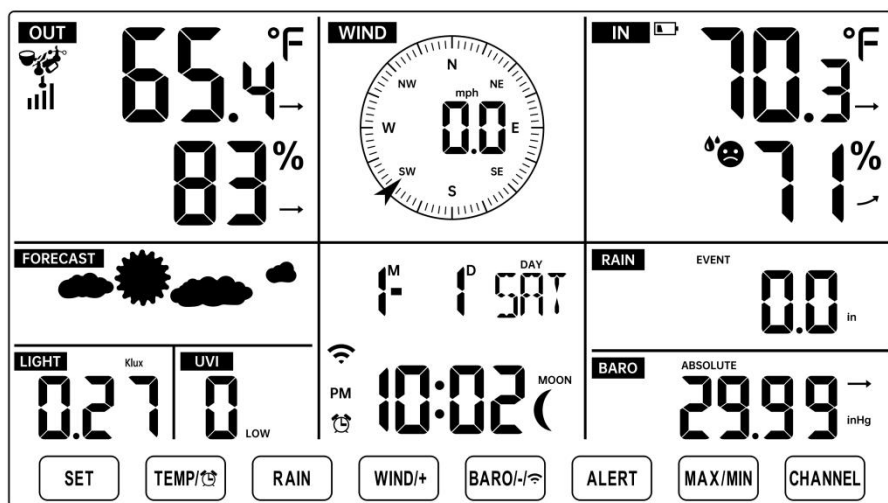 OUT
65.4 °F
83 %
WIND
N
NW
NE
mph
W
0.0
E
SW
SE
S
IN
70.3 °F
71 %
FORECAST
M D DAY
1- 1 SAT
RAIN
EVENT
0.0 in
LIGHT
Klux
0.27
UVI
0 LOW
PM
10:02
MOON
BARO
ABSOLUTE
29.99 inHg
SET
TEMP/
RAIN
WIND/+
BARO/-/
ALERT
MAX/MIN
CHANNEL